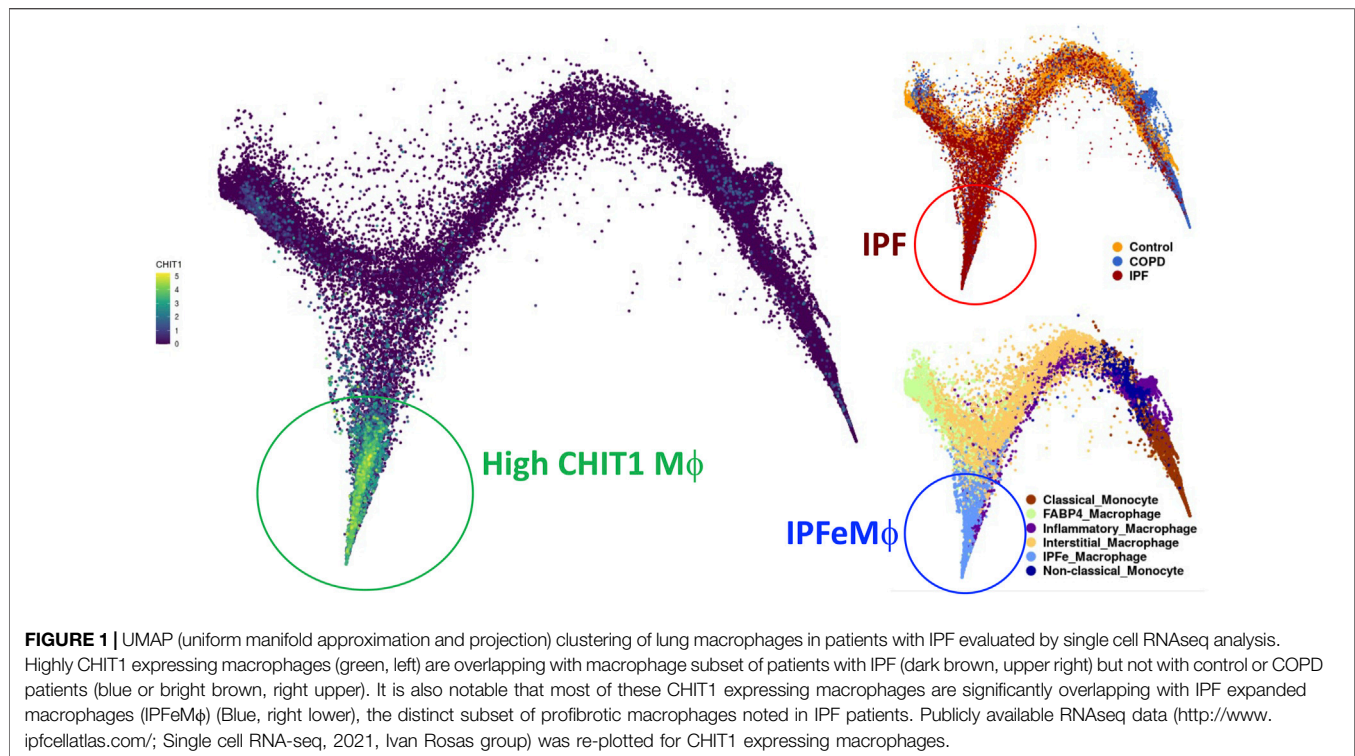 CHIT1
5
4
3
2
1
0
High CHIT1 Mϕ
IPF
Control
COPD
IPF
IPFeMϕ
Classical_Monocyte
FABP4_Macrophage
Inflammatory_Macrophage
Interstitial_Macrophage
IPFe_Macrophage
Non-classical_Monocyte
FIGURE 1 | UMAP (uniform manifold approximation and projection) clustering of lung macrophages in patients with IPF evaluated by single cell RNAseq analysis.
Highly CHIT1 expressing macrophages (green, left) are overlapping with macrophage subset of patients with IPF (dark brown, upper right) but not with control or COPD
patients (blue or bright brown, right upper). It is also notable that most of these CHIT1 expressing macrophages are significantly overlapping with IPF expanded
macrophages (IPFeMϕ) (Blue, right lower), the distinct subset of profibrotic macrophages noted in IPF patients. Publicly available RNAseq data (http://www.
ipfcellatlas.com/; Single cell RNA-seq, 2021, Ivan Rosas group) was re-plotted for CHIT1 expressing macrophages.